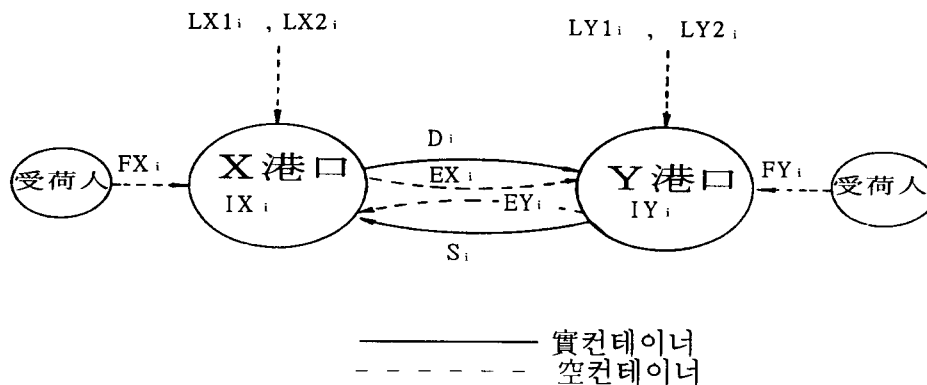 LX1i , LX2i
LY1i , LY2i
受荷人
FXi
X港口
IXi
Di
EXi
EYi
Si
Y港口
IYi
FYi
受荷人
實컨테이너
空컨테이너